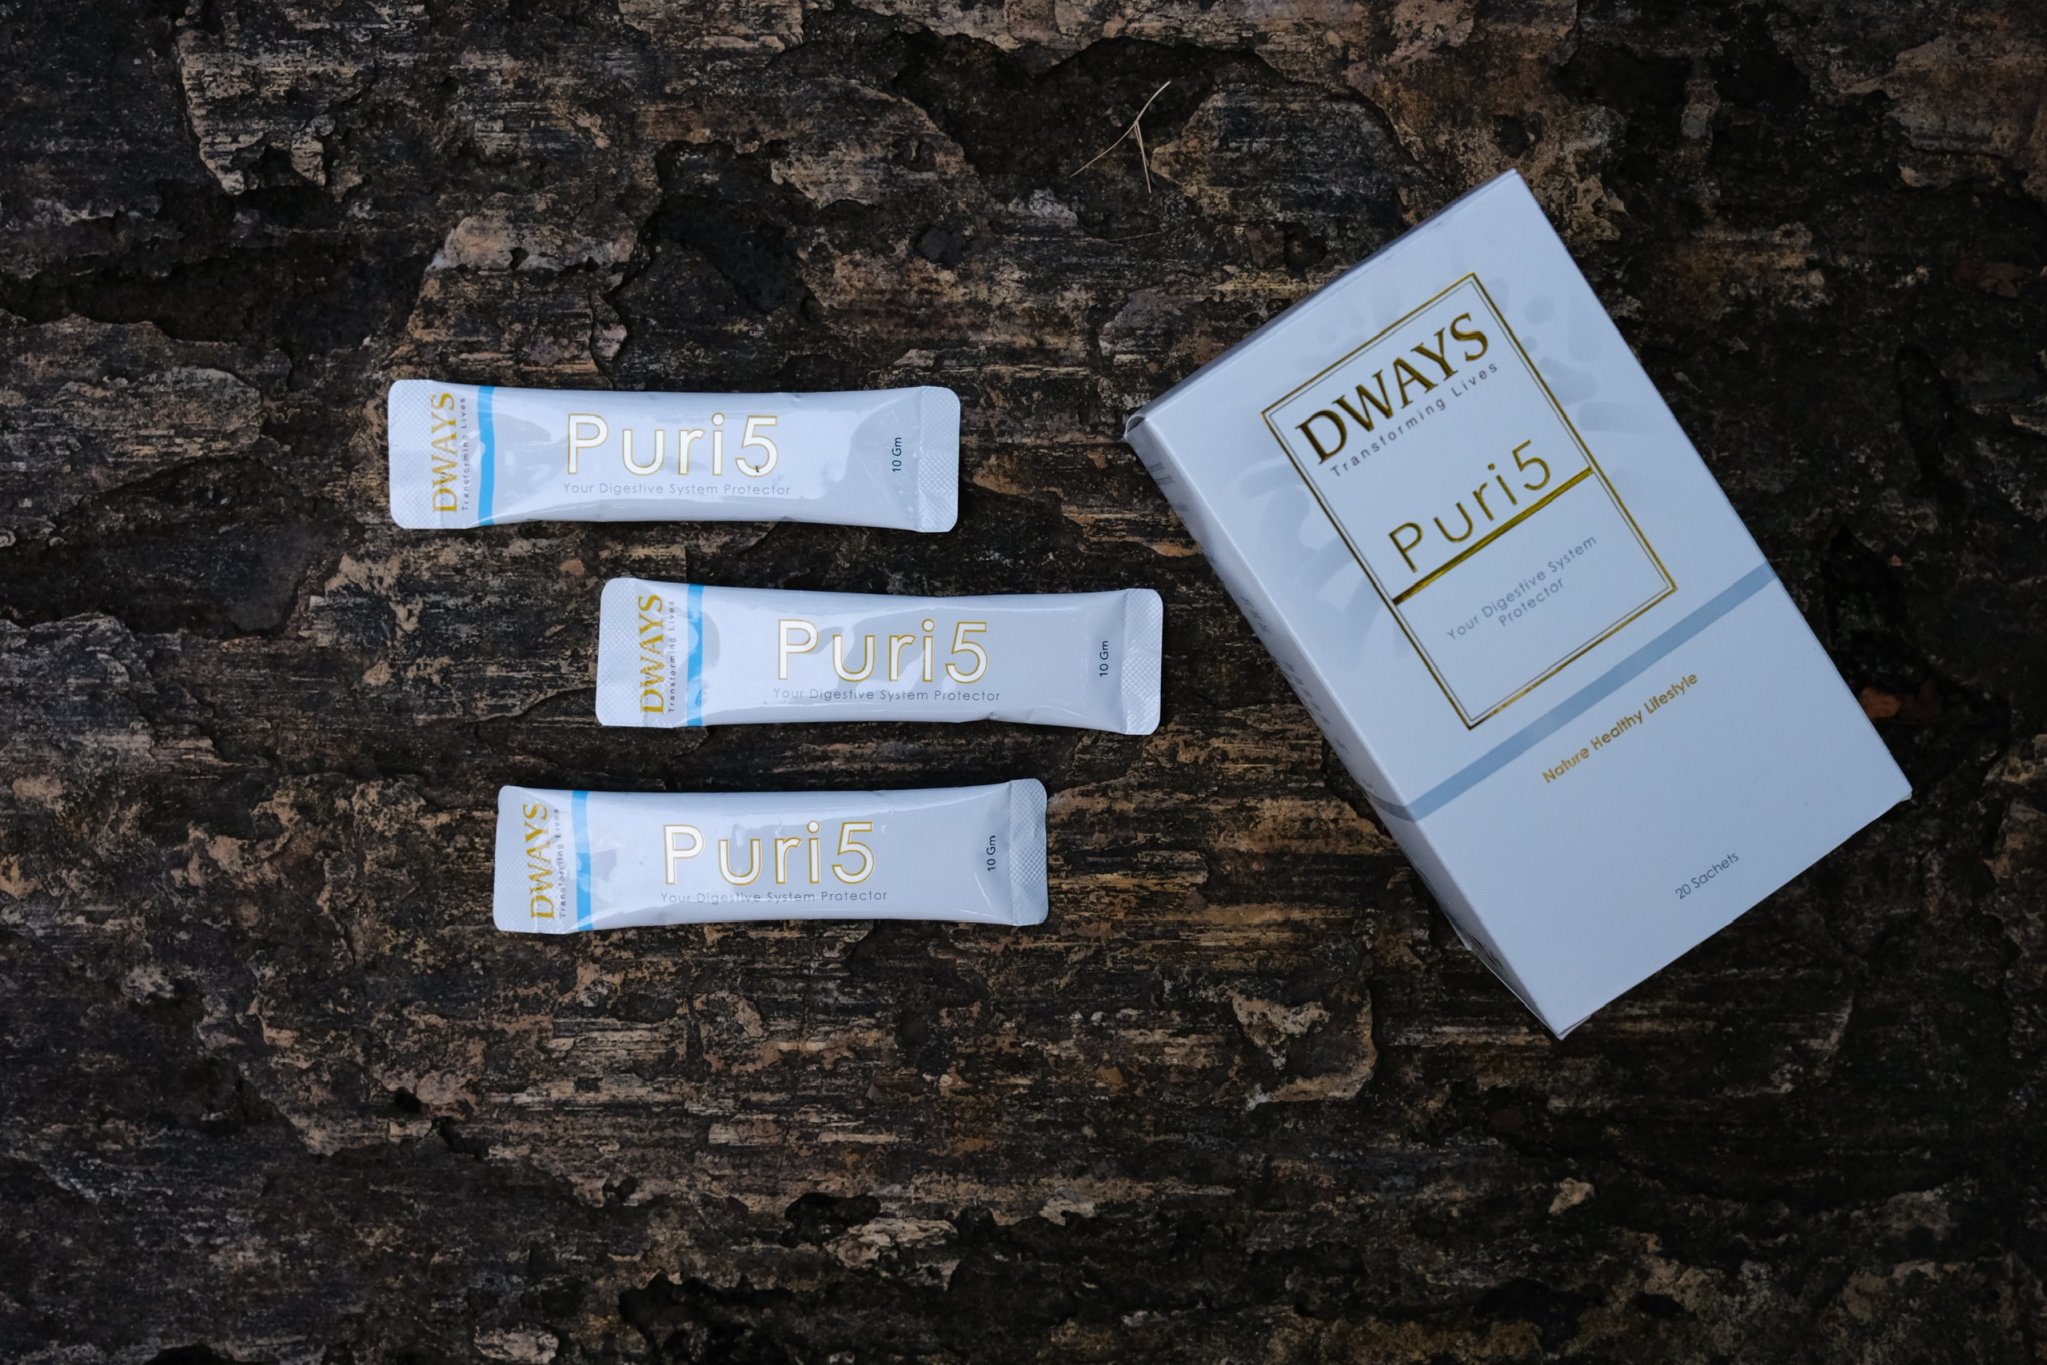 DWAYS
Transforming Lives
Puri5
Your Digestive System Protector
10 Gm
DWAYS
Transforming Lives
Puri5
Your Digestive System Protector
10 Gm
DWAYS
Transforming Lives
Puri5
Your Digestive System Protector
10 Gm
DWAYS
Transforming Lives
Puri5
Your Digestive System
Protector
Nature Healthy Lifestyle
20 Sachets